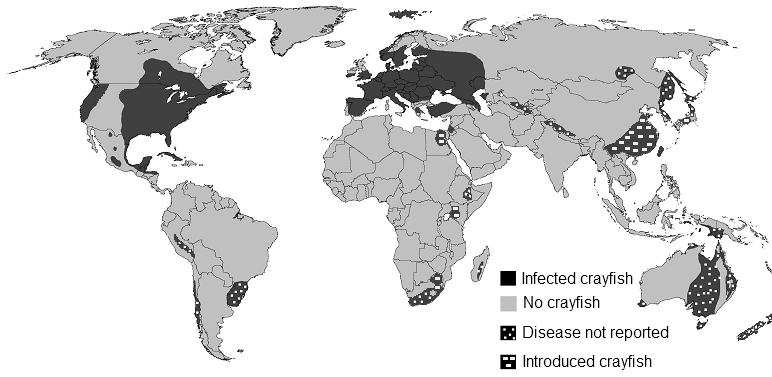 Infected crayfish
No crayfish
Disease not reported
Introduced crayfish